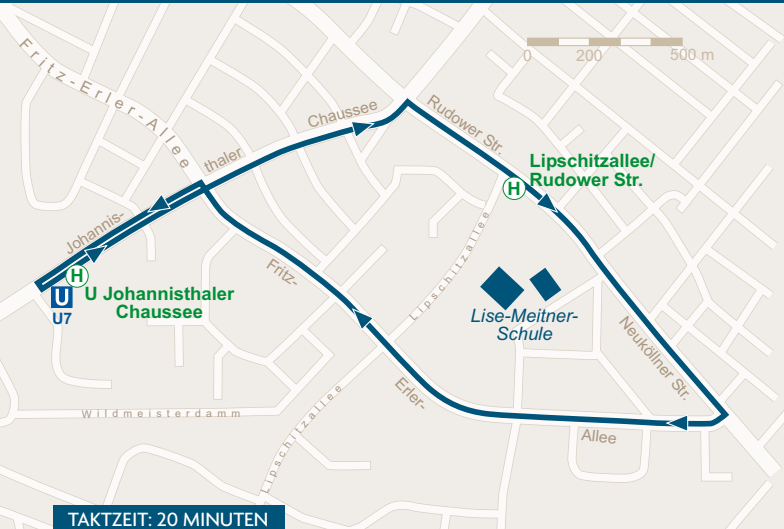 Fritz-Erler-Allee
0 200 500 m
Chaussee
Rudower Str.
thaler
Lipschitzallee/
Rudower Str.
H
Johannis-
H
U Johannisthaler
Chaussee
U
U7
Fritz-
Lipschitzallee
Lise-Meitner-
Schule
Neuköllner Str.
Erler-
Wildmeisterdamm
Lipschitzallee
Allee
TAKTZEIT: 20 MINUTEN